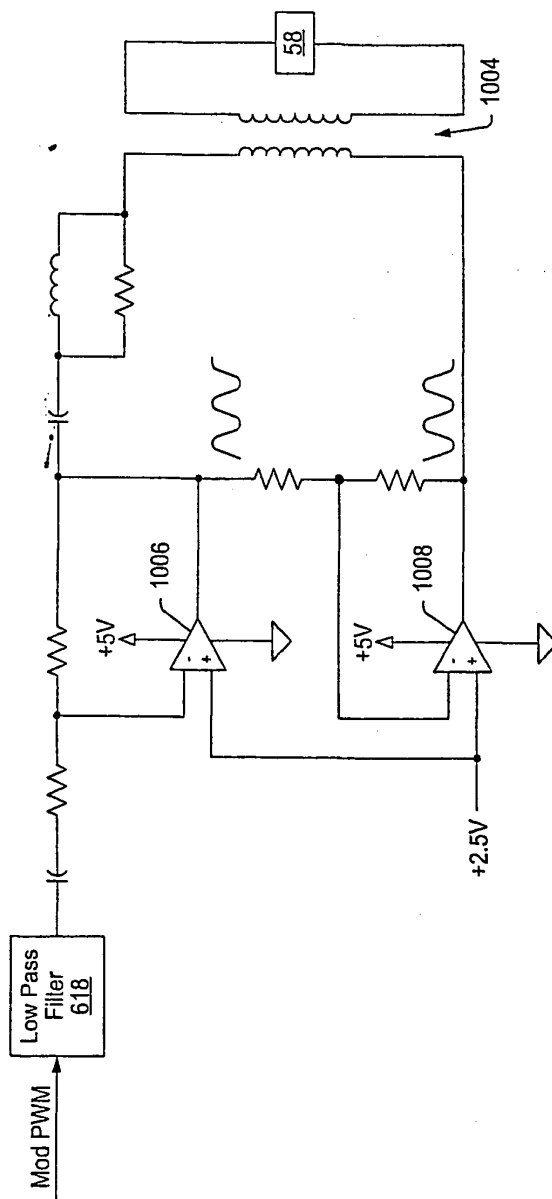 Mod PWM
Low Pass
Filter
618
+5V
1006
-
+
+5V
1008
-
+
+2.5V
58
1004